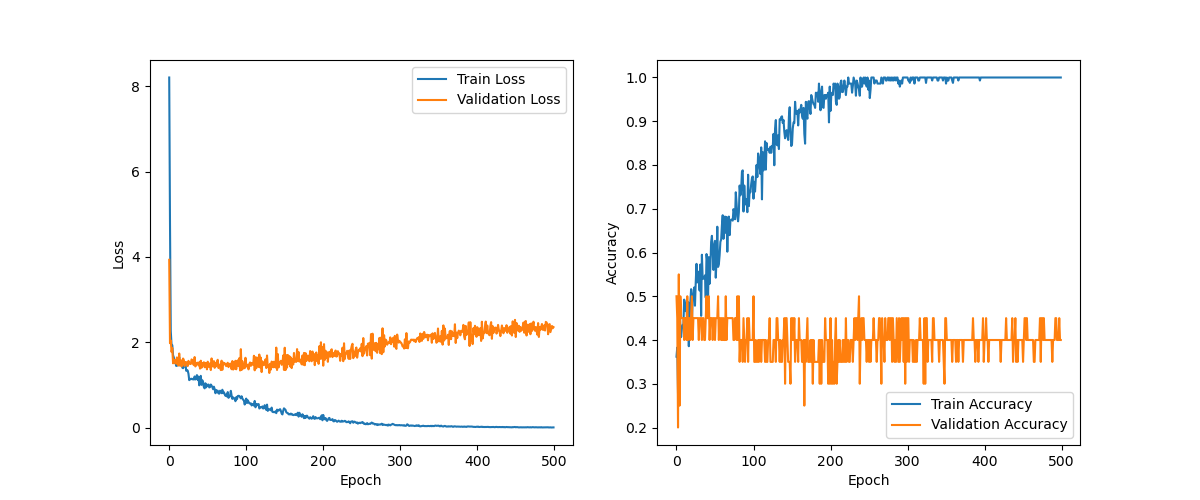 Train Loss
Validation Loss
8
6
4
2
0
Loss
0 100 200 300 400 500
Epoch
1.0
0.9
0.8
0.7
0.6
0.5
0.4
0.3
0.2
Accuracy
Train Accuracy
Validation Accuracy
0 100 200 300 400 500
Epoch